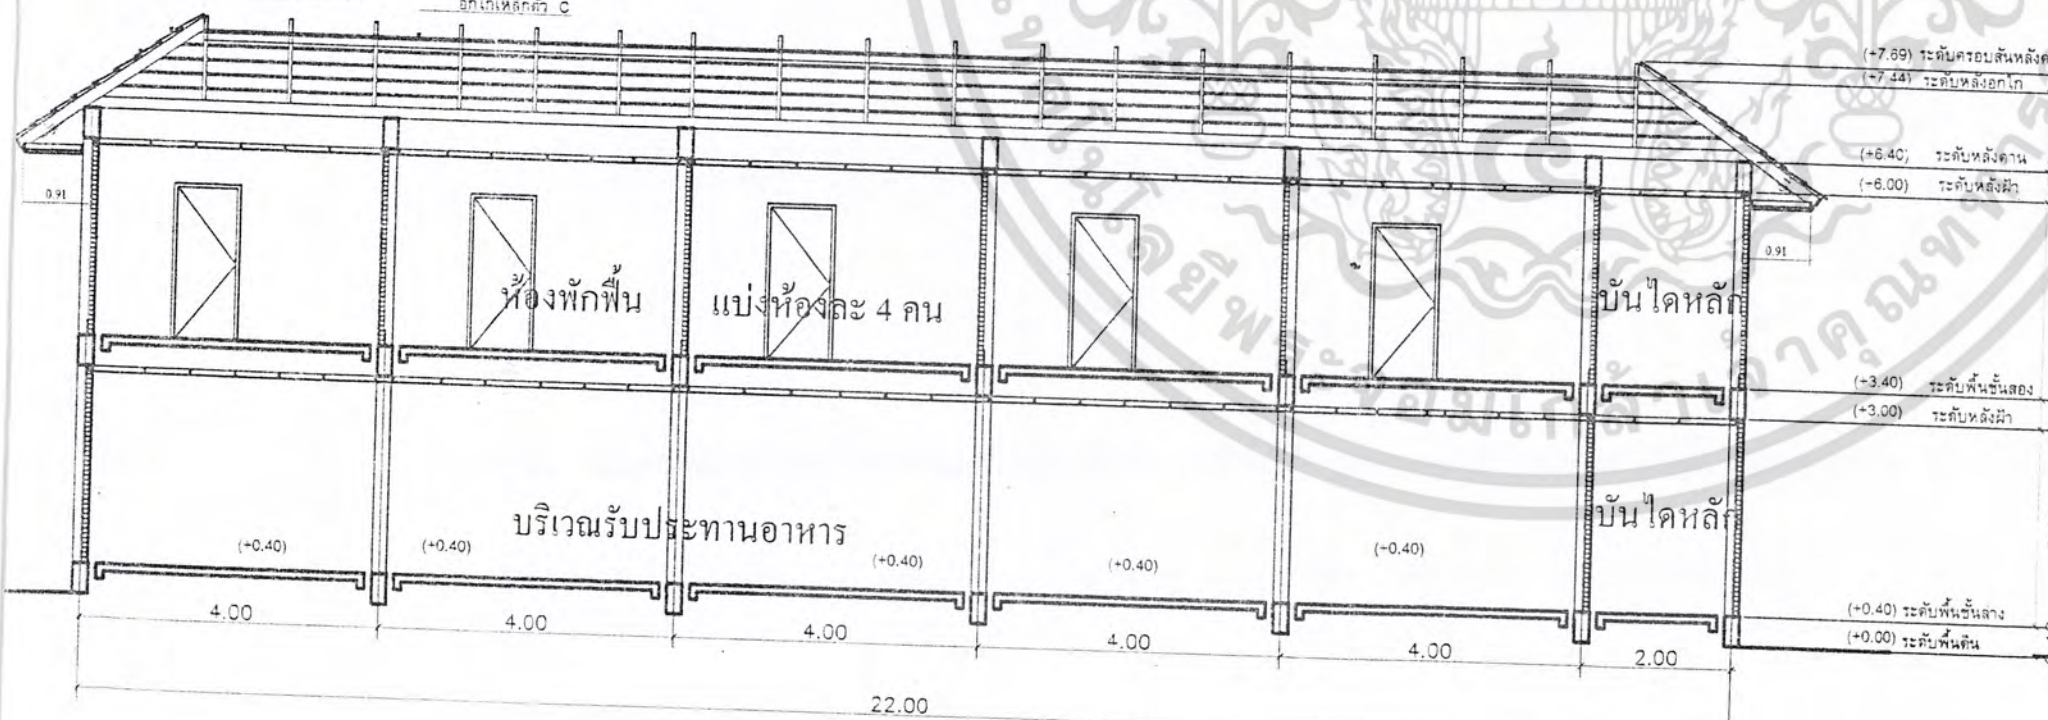 อกไก่เหล็กตัว C
(+7.69) ระดับครอบสันหลังค
(+7.44) ระดับหลังอกไก่
(+6.40) ระดับหลังคาน
(+6.00) ระดับหลังฝ้า
0.91
0.91
ห้องพักฟื้น
แบ่งห้องละ 4 คน
บันไดหลัก
(+3.40) ระดับพื้นชั้นสอง
(+3.00) ระดับหลังฝ้า
บริเวณรับประทานอาหาร
บันไดหลัก
(+0.40)
(+0.40)
(+0.40)
(+0.40)
(+0.40)
(+0.40) ระดับพื้นชั้นล่าง
(+0.00) ระดับพื้นดิน
4.00
4.00
4.00
4.00
4.00
2.00
22.00